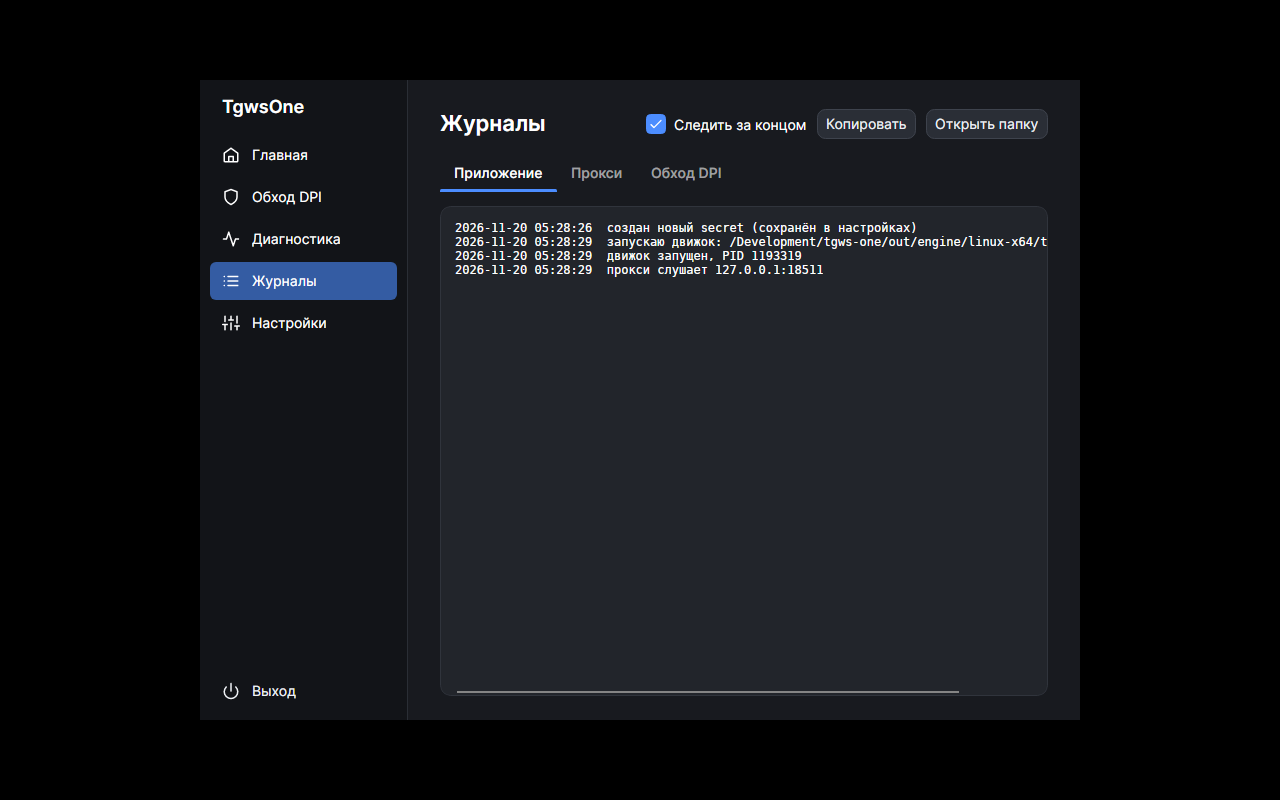 TgwsOne
Главная
Обход DPI
Диагностика
Журналы
Настройки
Выход
Журналы
Следить за концом
Копировать
Открыть папку
Приложение
Прокси
Обход DPI
2026-11-20 05:28:26 создан новый secret (сохранён в настройках)
2026-11-20 05:28:29 запускаю движок: /Development/tgws-one/out/engine/linux-x64/t
2026-11-20 05:28:29 движок запущен, PID 1193319
2026-11-20 05:28:29 прокси слушает 127.0.0.1:18511